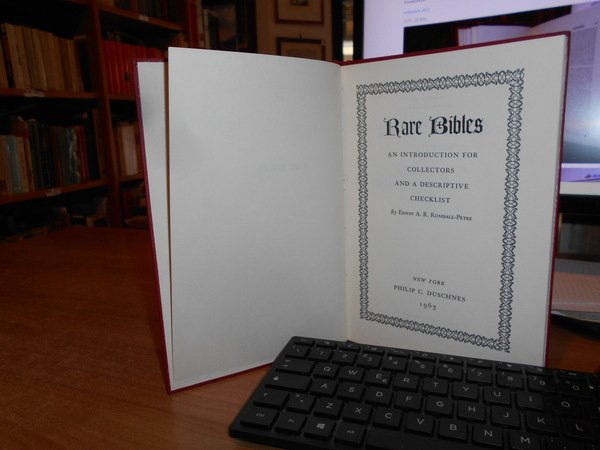 Rare Bibles
AN INTRODUCTION FOR
COLLECTORS
AND A DESCRIPTIVE
CHECKLIST
By Edwin A. R. Rumball-Petre
NEW YORK
PHILIP C. DUSCHNES
1963
Q W E R T Y U I O P
A S D F G H J K L
Z X C V B N M